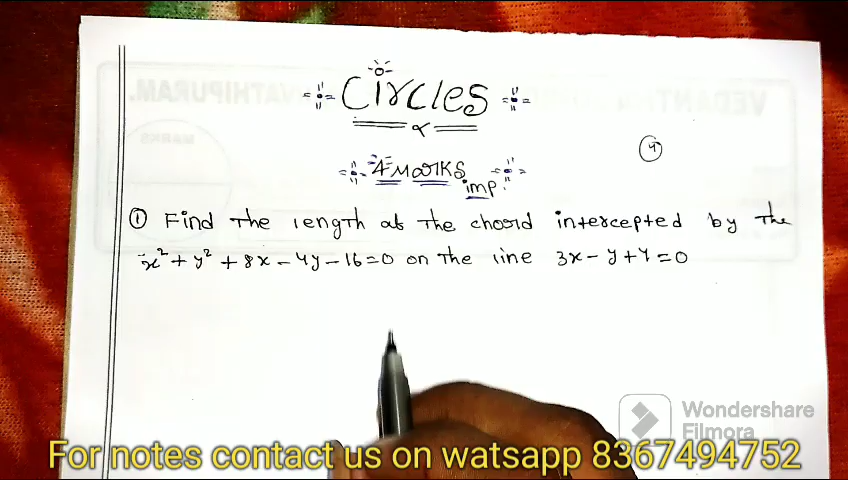 Circles
4 Marks
imp.
4
① Find The length at the chord intercepted by the
x² + y² + 8x - 4y - 16 = 0 on the line 3x - y + 4 = 0
Wondershare
Filmora
For notes contact us on watsapp 8367494752